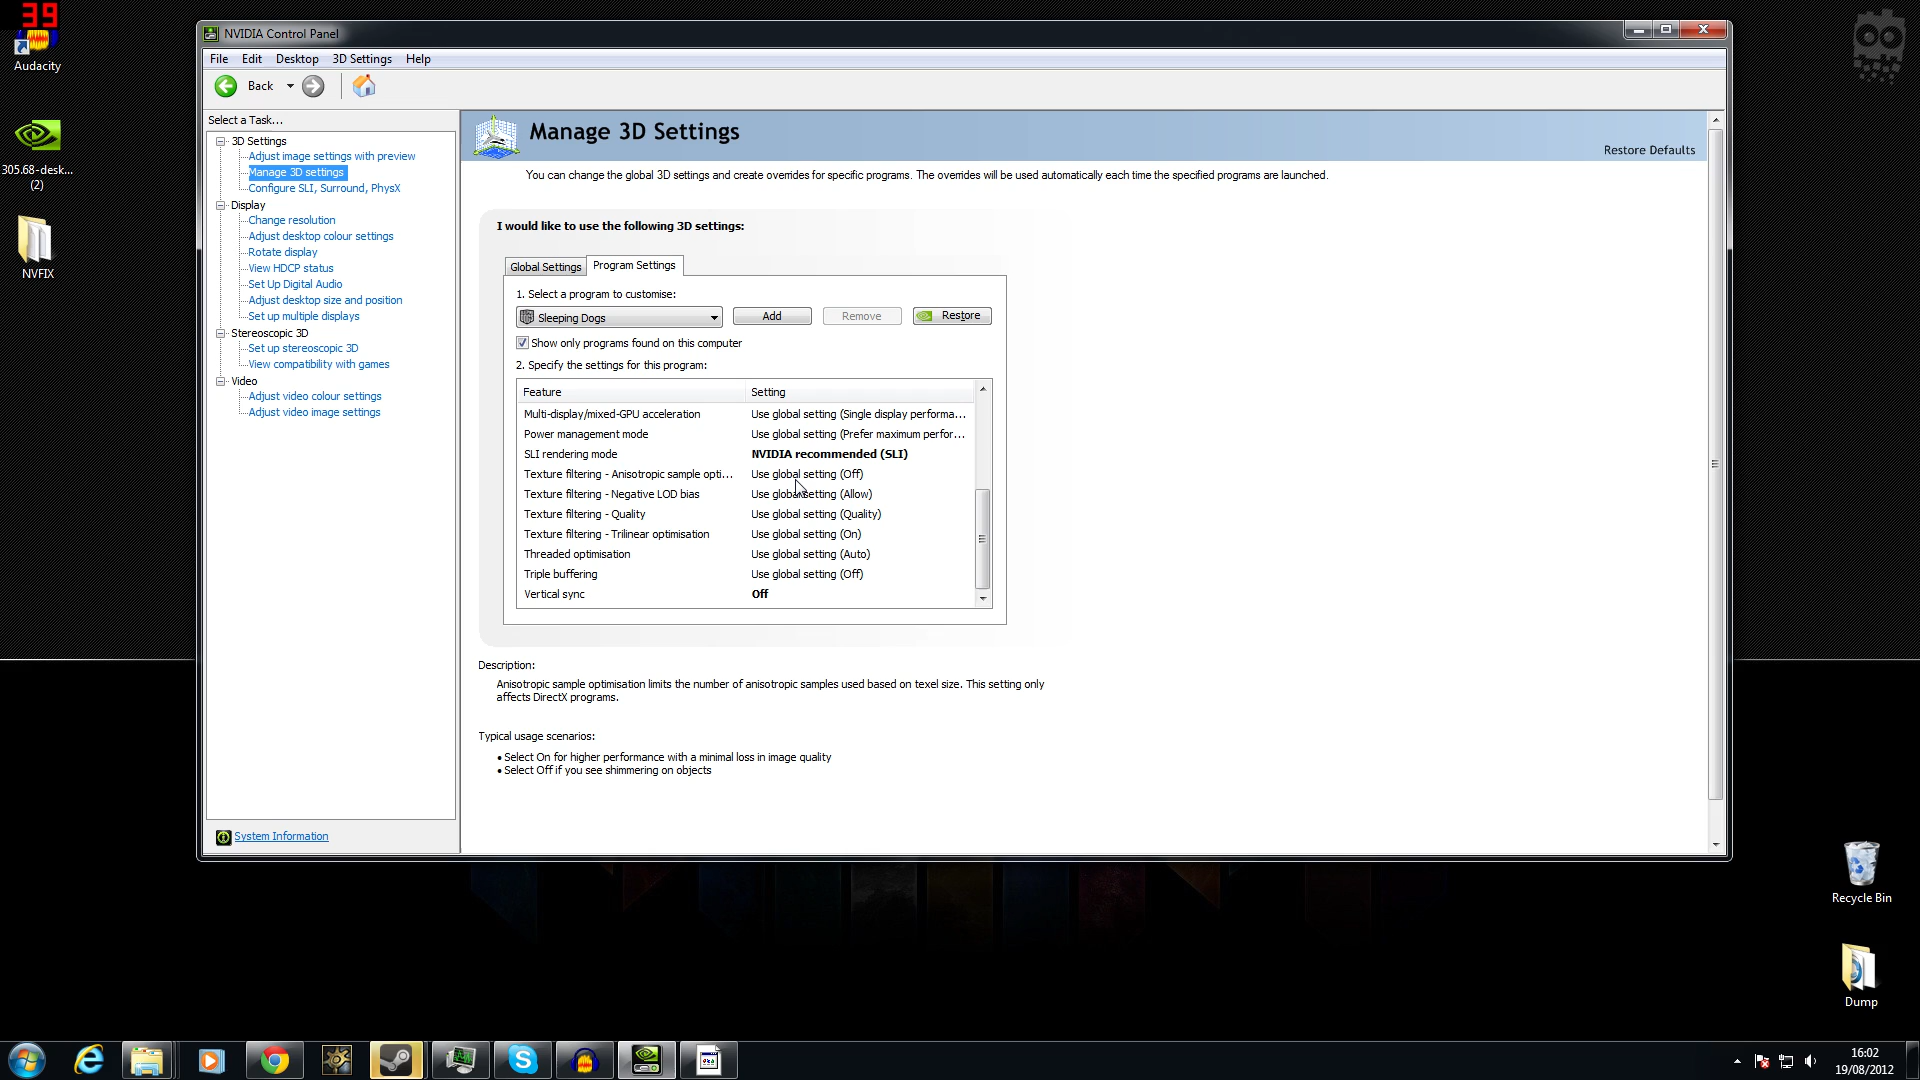 39
Audacity
305.68-desk...
(2)
NVFIX
NVIDIA Control Panel
File Edit Desktop 3D Settings Help
Back
Select a Task...
3D Settings
Adjust image settings with preview
Manage 3D settings
Configure SLI, Surround, PhysX
Display
Change resolution
Adjust desktop colour settings
Rotate display
View HDCP status
Set Up Digital Audio
Adjust desktop size and position
Set up multiple displays
Stereoscopic 3D
Set up stereoscopic 3D
View compatibility with games
Video
Adjust video colour settings
Adjust video image settings
System Information
Manage 3D Settings
Restore Defaults
You can change the global 3D settings and create overrides for specific programs. The overrides will be used automatically each time the specified programs are launched.
I would like to use the following 3D settings:
Global Settings Program Settings
1. Select a program to customise:
Sleeping Dogs Add Remove Restore
Show only programs found on this computer
2. Specify the settings for this program:
Feature Setting
Multi-display/mixed-GPU acceleration Use global setting (Single display performa...
Power management mode Use global setting (Prefer maximum perfor...
SLI rendering mode NVIDIA recommended (SLI)
Texture filtering - Anisotropic sample opti... Use global setting (Off)
Texture filtering - Negative LOD bias Use global setting (Allow)
Texture filtering - Quality Use global setting (Quality)
Texture filtering - Trilinear optimisation Use global setting (On)
Threaded optimisation Use global setting (Auto)
Triple buffering Use global setting (Off)
Vertical sync Off
Description:
Anisotropic sample optimisation limits the number of anisotropic samples used based on texel size. This setting only
affects DirectX programs.
Typical usage scenarios:
• Select On for higher performance with a minimal loss in image quality
• Select Off if you see shimmering on objects
Recycle Bin
Dump
16:02
19/08/2012